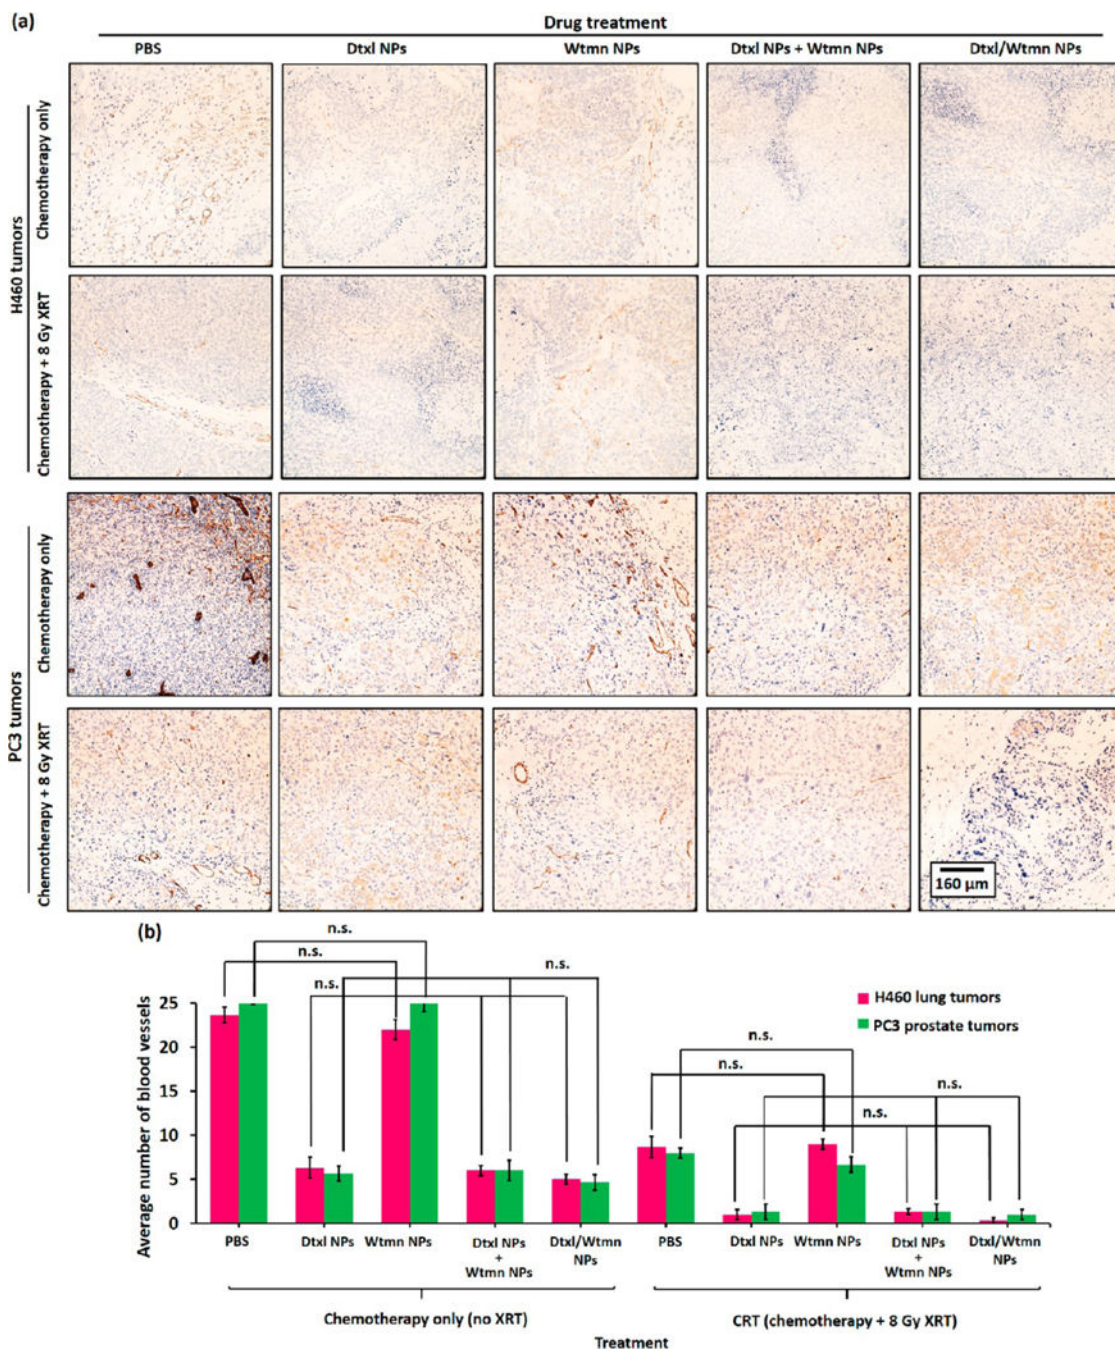 (a)
Drug treatment
PBS Dtxl NPs Wtmn NPs Dtxl NPs + Wtmn NPs Dtxl/Wtmn NPs
H460 tumors
Chemotherapy only
Chemotherapy + 8 Gy XRT
PC3 tumors
Chemotherapy only
Chemotherapy + 8 Gy XRT
160 µm
(b)
n.s.
n.s.
n.s.
n.s.
n.s.
n.s.
n.s.
n.s.
H460 lung tumors
PC3 prostate tumors
Average number of blood vessels
25
20
15
10
5
0
PBS Dtxl NPs Wtmn NPs Dtxl NPs + Wtmn NPs Dtxl/Wtmn NPs PBS Dtxl NPs Wtmn NPs Dtxl NPs + Wtmn NPs Dtxl/Wtmn NPs
Chemotherapy only (no XRT) CRT (chemotherapy + 8 Gy XRT)
Treatment